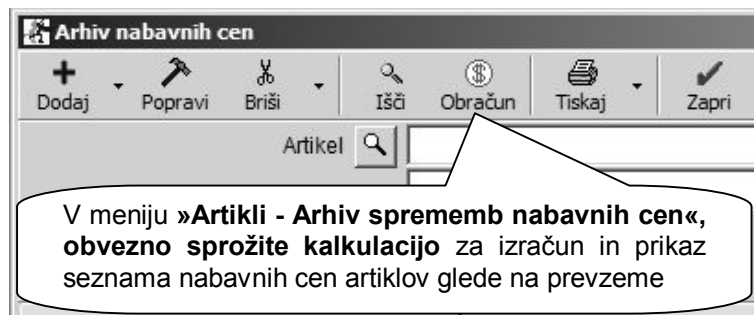 Arhiv nabavnih cen
Dodaj Popravi Briši Išči Obračun Tiskaj Zapri
Artikel
V meniju »Artikli - Arhiv sprememb nabavnih cen«,
obvezno sprožite kalkulacijo za izračun in prikaz
seznama nabavnih cen artiklov glede na prevzeme